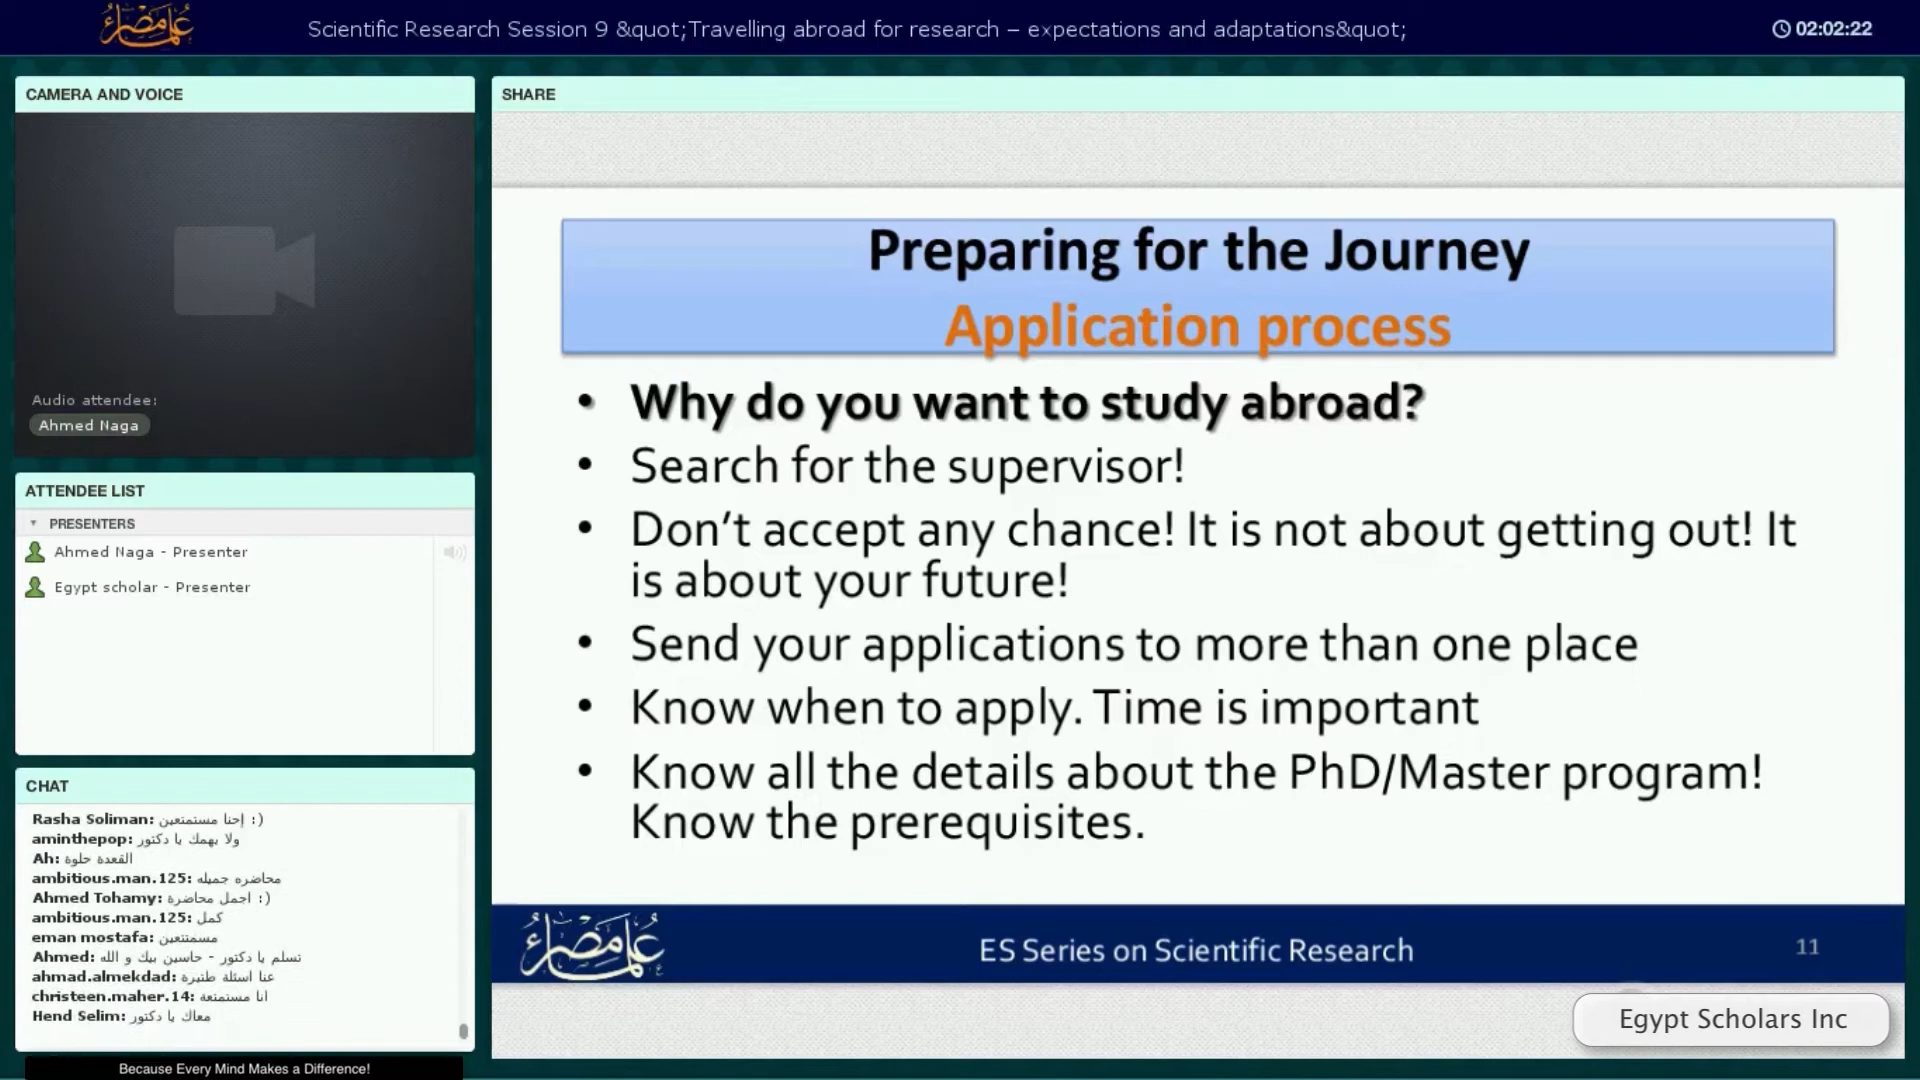 علماء مصر
Scientific Research Session 9 &quot;Travelling abroad for research – expectations and adaptations&quot;
02:02:22
CAMERA AND VOICE
Audio attendee:
Ahmed Naga
ATTENDEE LIST
PRESENTERS
Ahmed Naga - Presenter
Egypt scholar - Presenter
CHAT
Rasha Soliman: إحنا مستمتعين :)
aminthepop: ولا يهمك يا دكتور
Ah: القعدة حلوة
ambitious.man.125: محاضره جميله
Ahmed Tohamy: اجمل محاضرة :)
ambitious.man.125: كمل
eman mostafa: مستمتعين
Ahmed: تسلم يا دكتور - حاسين بيك و الله
ahmad.almekdad: عنا اسئلة
christeen.maher.14: انا مستمتعة
Hend Selim: معاك يا دكتور
Because Every Mind Makes a Difference!
SHARE
Preparing for the Journey
Application process
• Why do you want to study abroad?
• Search for the supervisor!
• Don’t accept any chance! It is not about getting out! It
is about your future!
• Send your applications to more than one place
• Know when to apply. Time is important
• Know all the details about the PhD/Master program!
Know the prerequisites.
علماء مصر
ES Series on Scientific Research
11
Egypt Scholars Inc